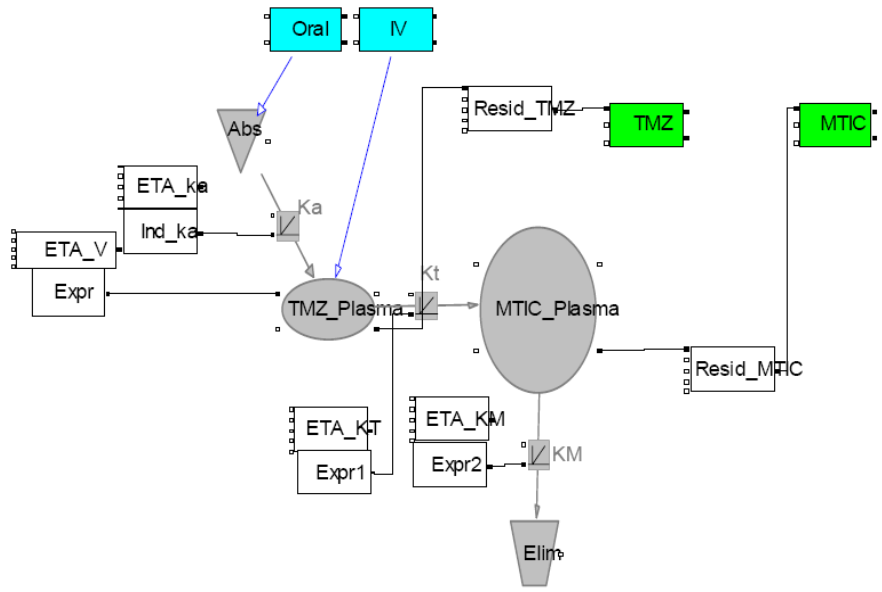 Oral
IV
Resid_TMZ
TMZ
MTIC
Abs
ETA_ka
Ka
Ind_ka
ETA_V
Expr
Kt
TMZ_Plasma
MTIC_Plasma
Resid_MTIC
ETA_KT
ETA_KM
Expr1
Expr2
KM
Elim